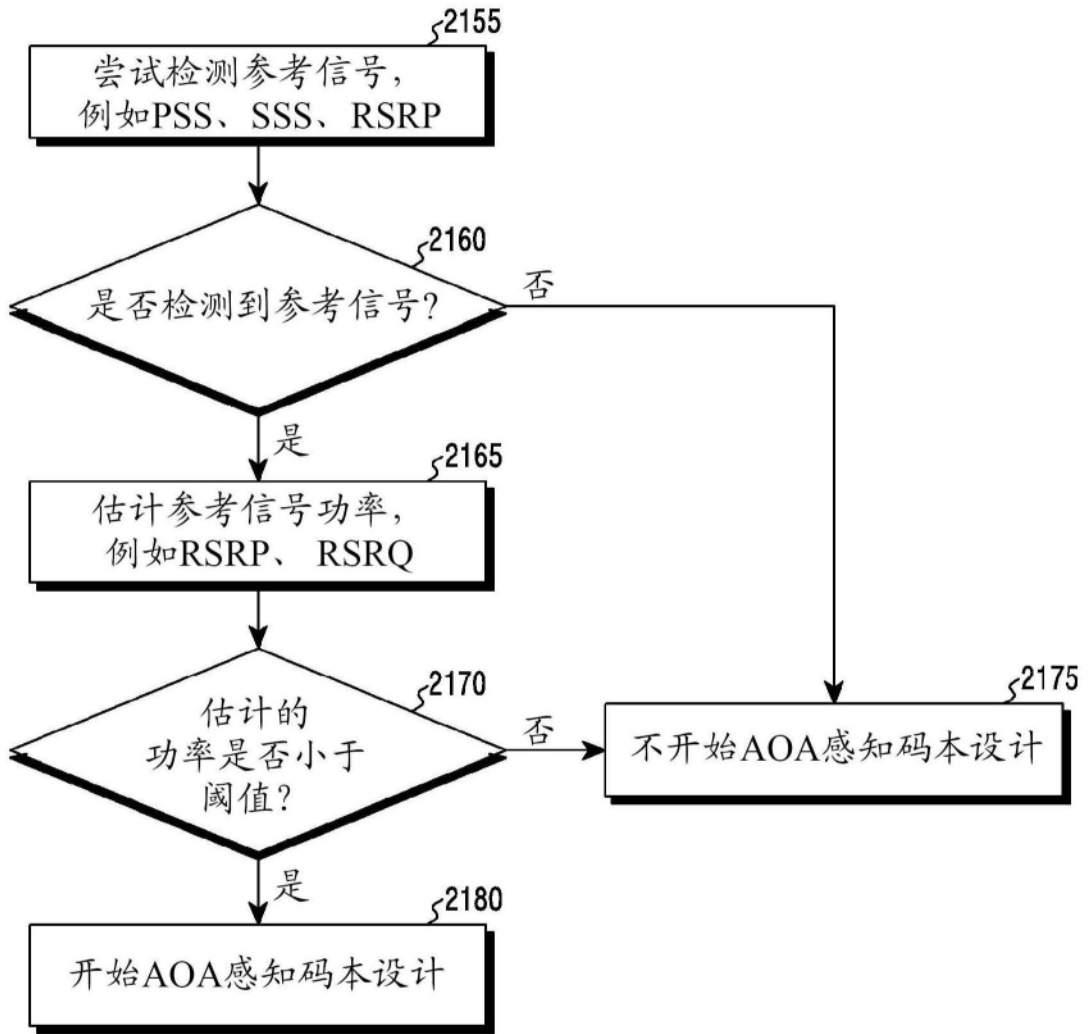 2155
尝试检测参考信号，
例如PSS、SSS、RSRP
2160
是否检测到参考信号？
否
是
2165
估计参考信号功率，
例如RSRP、 RSRQ
2170
估计的
功率是否小于
阈值？
否
2175
不开始AOA感知码本设计
是
2180
开始AOA感知码本设计